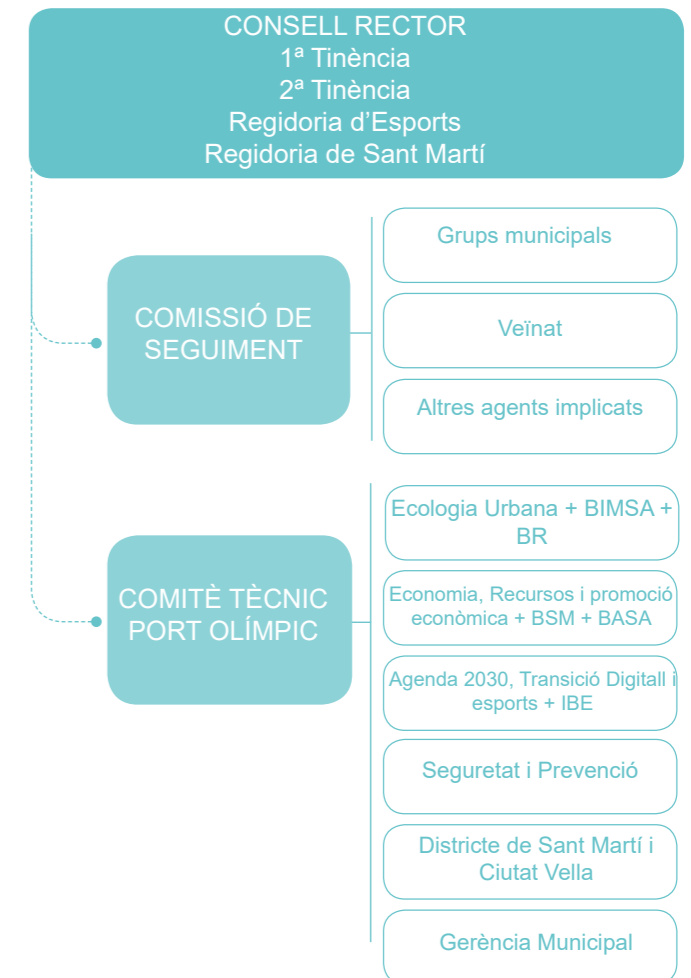 CONSELL RECTOR
1ª Tinència
2ª Tinència
Regidoria d'Esports
Regidoria de Sant Martí
COMISSIÓ DE
SEGUIMENT
Grups municipals
Veïnat
Altres agents implicats
COMITÈ TÈCNIC
PORT OLÍMPIC
Ecologia Urbana + BIMSA +
BR
Economia, Recursos i promoció
econòmica + BSM + BASA
Agenda 2030, Transició Digitall i
esports + IBE
Seguretat i Prevenció
Districte de Sant Martí i
Ciutat Vella
Gerència Municipal